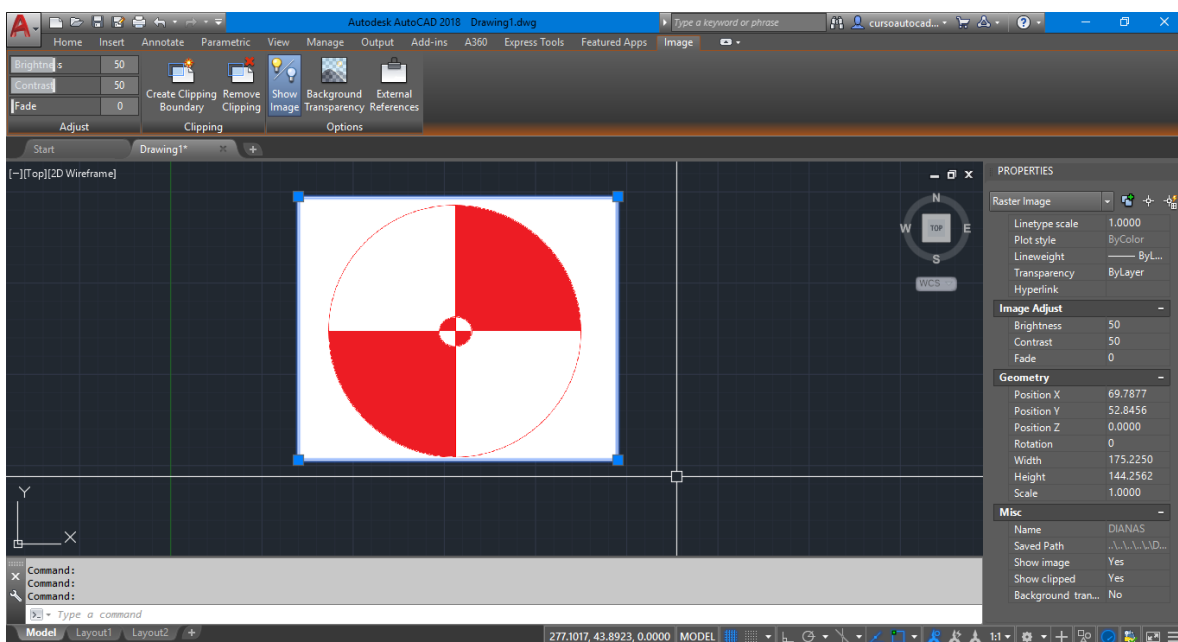 Autodesk AutoCAD 2018 Drawing1.dwg
Type a keyword or phrase
cursoautocad...
Home Insert Annotate Parametric View Manage Output Add-ins A360 Express Tools Featured Apps Image
Brightness 50
Contrast 50
Fade 0
Create Clipping Boundary
Remove Clipping
Show Image
Background Transparency
External References
Adjust Clipping Options
Start Drawing1* +
[−][Top][2D Wireframe]
N
W TOP E
S
WCS
Y
X
PROPERTIES
Raster Image
Linetype scale 1.0000
Plot style ByColor
Lineweight ByL...
Transparency ByLayer
Hyperlink
Image Adjust
Brightness 50
Contrast 50
Fade 0
Geometry
Position X 69.7877
Position Y 52.8456
Position Z 0.0000
Rotation 0
Width 175.2250
Height 144.2562
Scale 1.0000
Misc
Name DIANAS
Saved Path ..\..\..\..\D...
Show image Yes
Show clipped Yes
Background tran... No
Command:
Command:
Command:
Type a command
Model Layout1 Layout2 +
277.1017, 43.8923, 0.0000 MODEL 1:1